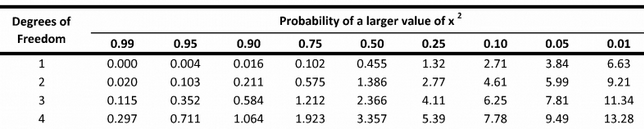 Degrees of Freedom Probability of a larger value of x ²
0.99 0.95 0.90 0.75 0.50 0.25 0.10 0.05 0.01
1 0.000 0.004 0.016 0.102 0.455 1.32 2.71 3.84 6.63
2 0.020 0.103 0.211 0.575 1.386 2.77 4.61 5.99 9.21
3 0.115 0.352 0.584 1.212 2.366 4.11 6.25 7.81 11.34
4 0.297 0.711 1.064 1.923 3.357 5.39 7.78 9.49 13.28